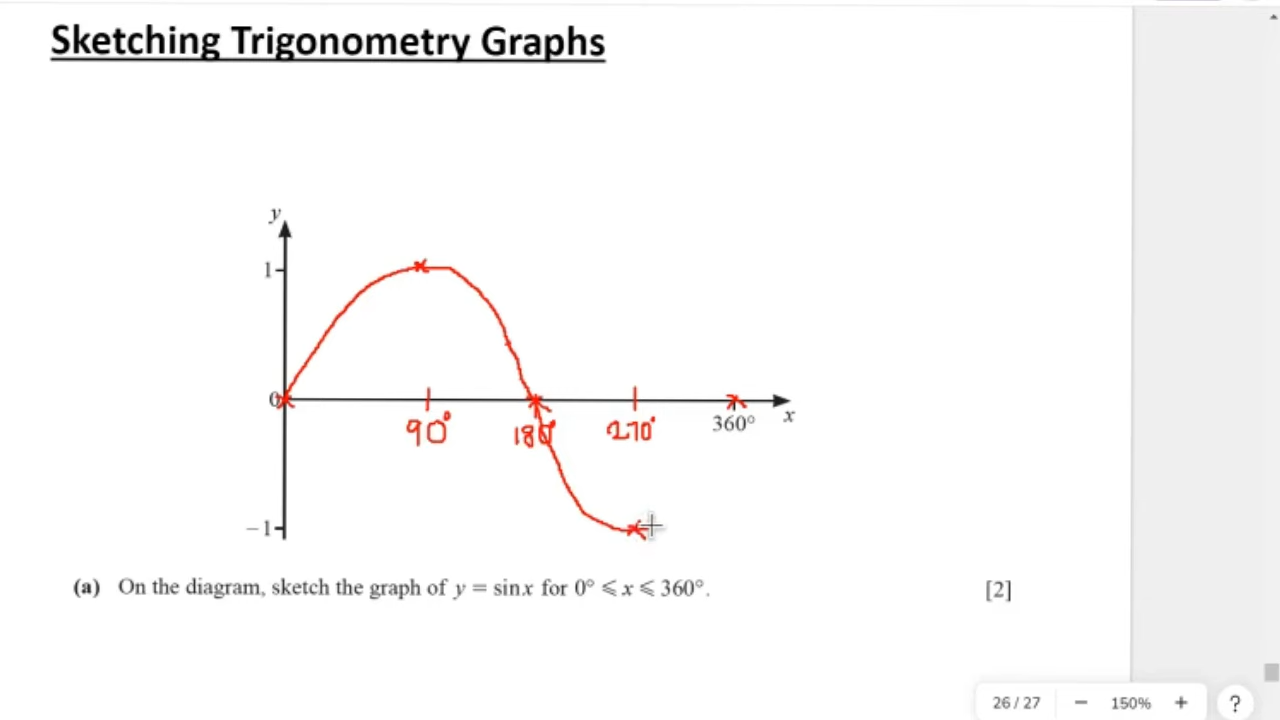 Sketching Trigonometry Graphs
y
1
0
90° 180° 270° 360° x
-1
(a) On the diagram, sketch the graph of y = sin x for 0° ⩽ x ⩽ 360°. [2]
26 / 27 − 150% + ?